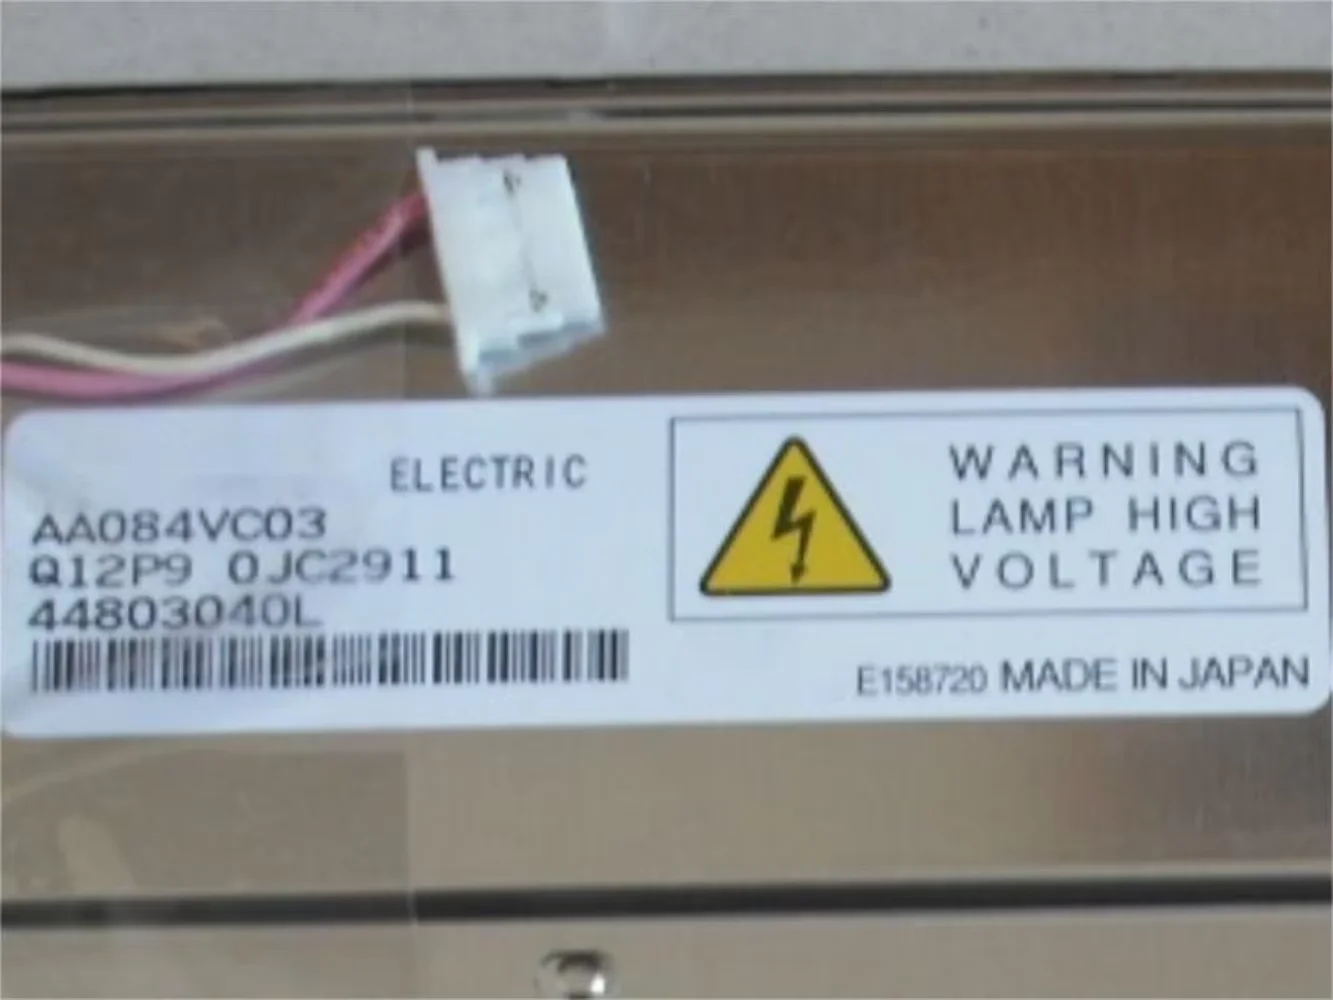 ELECTRIC
AA084VC03
Q12P9 0JC2911
44803040L
WARNING
LAMP HIGH
VOLTAGE
E158720 MADE IN JAPAN